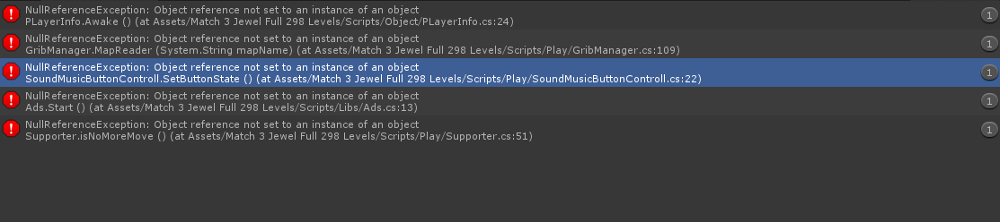 NullReferenceException: Object reference not set to an instance of an object
PLayerInfo.Awake () (at Assets/Match 3 Jewel Full 298 Levels/Scripts/Object/PLayerInfo.cs:24)
1
NullReferenceException: Object reference not set to an instance of an object
GribManager.MapReader (System.String mapName) (at Assets/Match 3 Jewel Full 298 Levels/Scripts/Play/GribManager.cs:109)
1
NullReferenceException: Object reference not set to an instance of an object
SoundMusicButtonControll.SetButtonState () (at Assets/Match 3 Jewel Full 298 Levels/Scripts/Play/SoundMusicButtonControll.cs:22)
1
NullReferenceException: Object reference not set to an instance of an object
Ads.Start () (at Assets/Match 3 Jewel Full 298 Levels/Scripts/Libs/Ads.cs:13)
1
NullReferenceException: Object reference not set to an instance of an object
Supporter.isNoMoreMove () (at Assets/Match 3 Jewel Full 298 Levels/Scripts/Play/Supporter.cs:51)
1